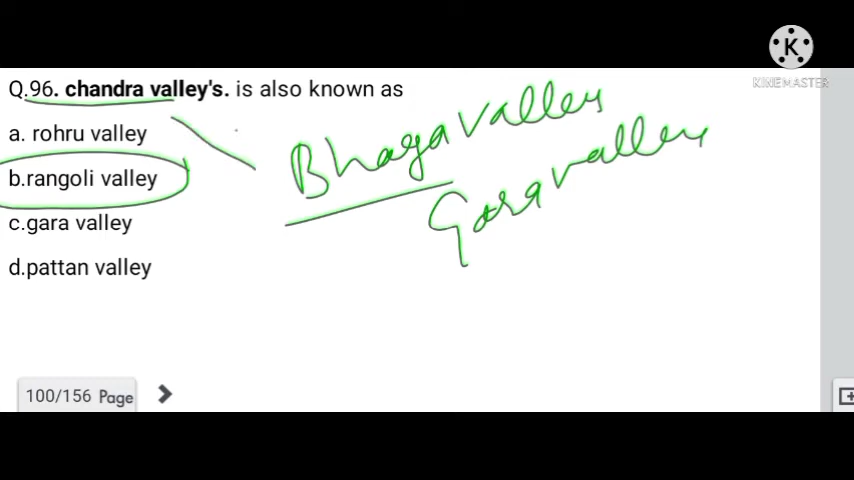 K
KINEMASTER
Q.96. chandra valley's. is also known as
a. rohru valley
b.rangoli valley
c.gara valley
d.pattan valley
Bhaga valley
Gara valley
100/156 Page